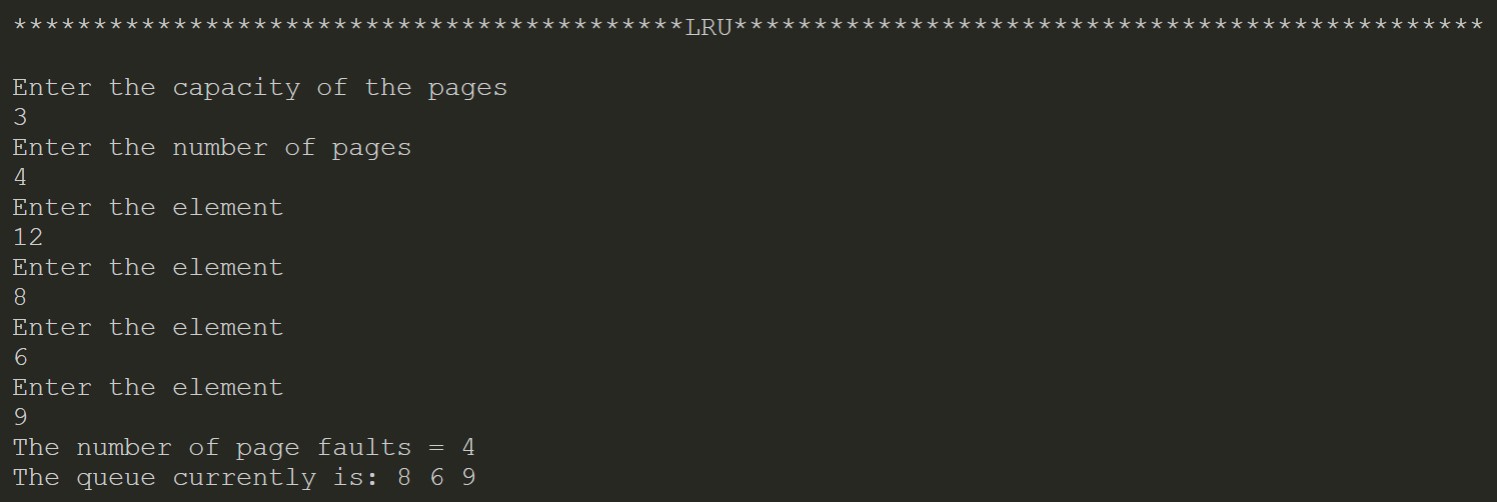 ******************************************LRU***********************************************
Enter the capacity of the pages
3
Enter the number of pages
4
Enter the element
12
Enter the element
8
Enter the element
6
Enter the element
9
The number of page faults = 4
The queue currently is: 8 6 9